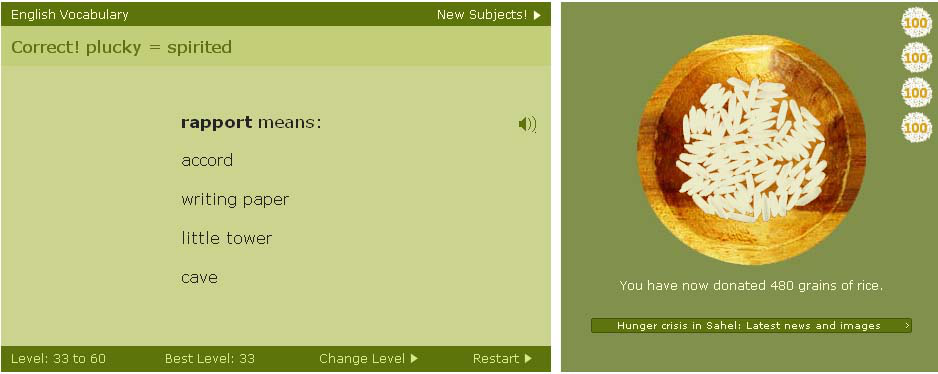 English Vocabulary
New Subjects!
Correct! plucky = spirited
rapport means:
accord
writing paper
little tower
cave
Level: 33 to 60
Best Level: 33
Change Level
Restart
100
100
100
100
You have now donated 480 grains of rice.
Hunger crisis in Sahel: Latest news and images